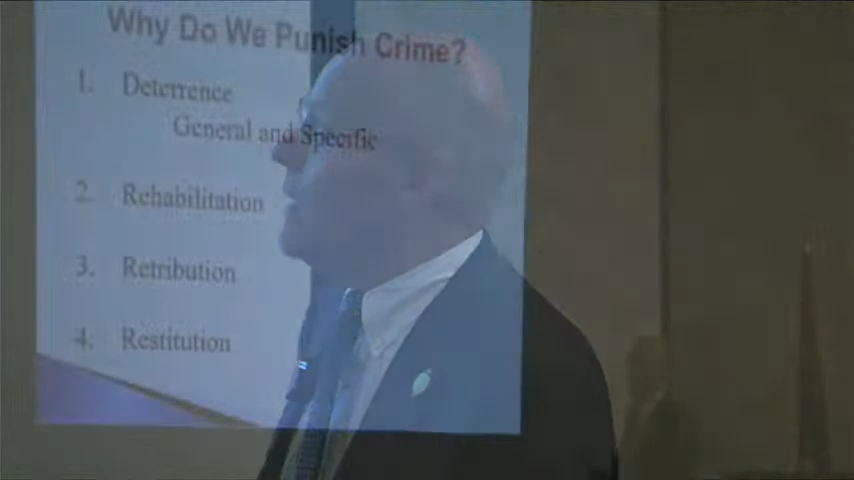 Why Do We Punish Crime?
1. Deterrence
General and Specific
2. Rehabilitation
3. Retribution
4. Restitution